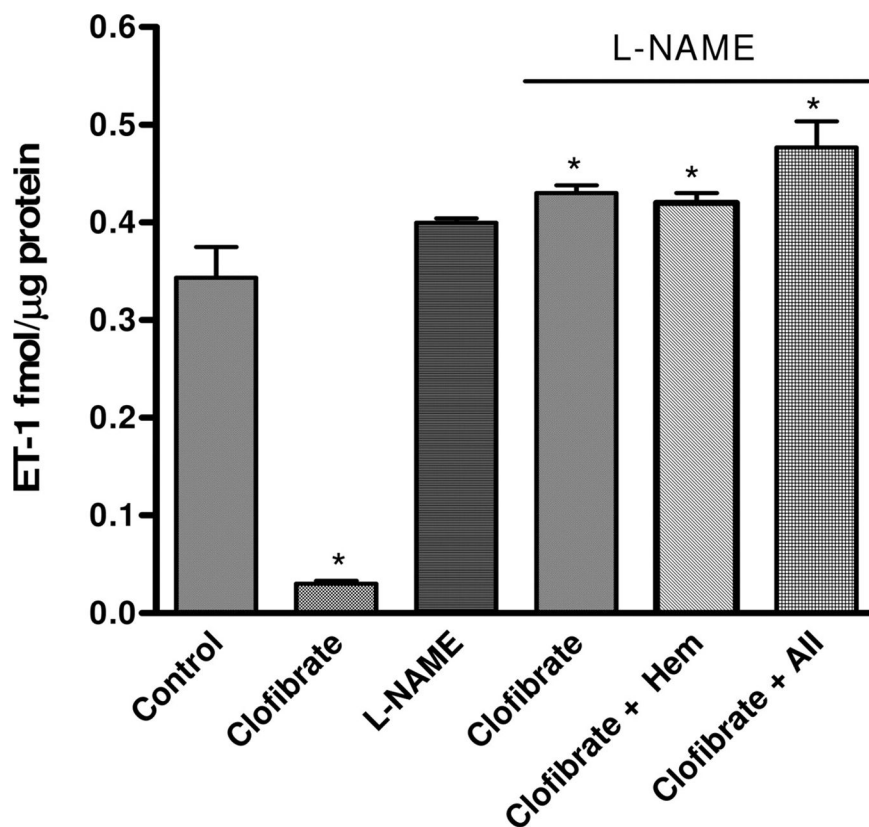 L-NAME
ET-1 fmol/μg protein
0.6
0.5
0.4
0.3
0.2
0.1
0.0
*
*
*
*
Control
Clofibrate
L-NAME
Clofibrate
Clofibrate + Hem
Clofibrate + All